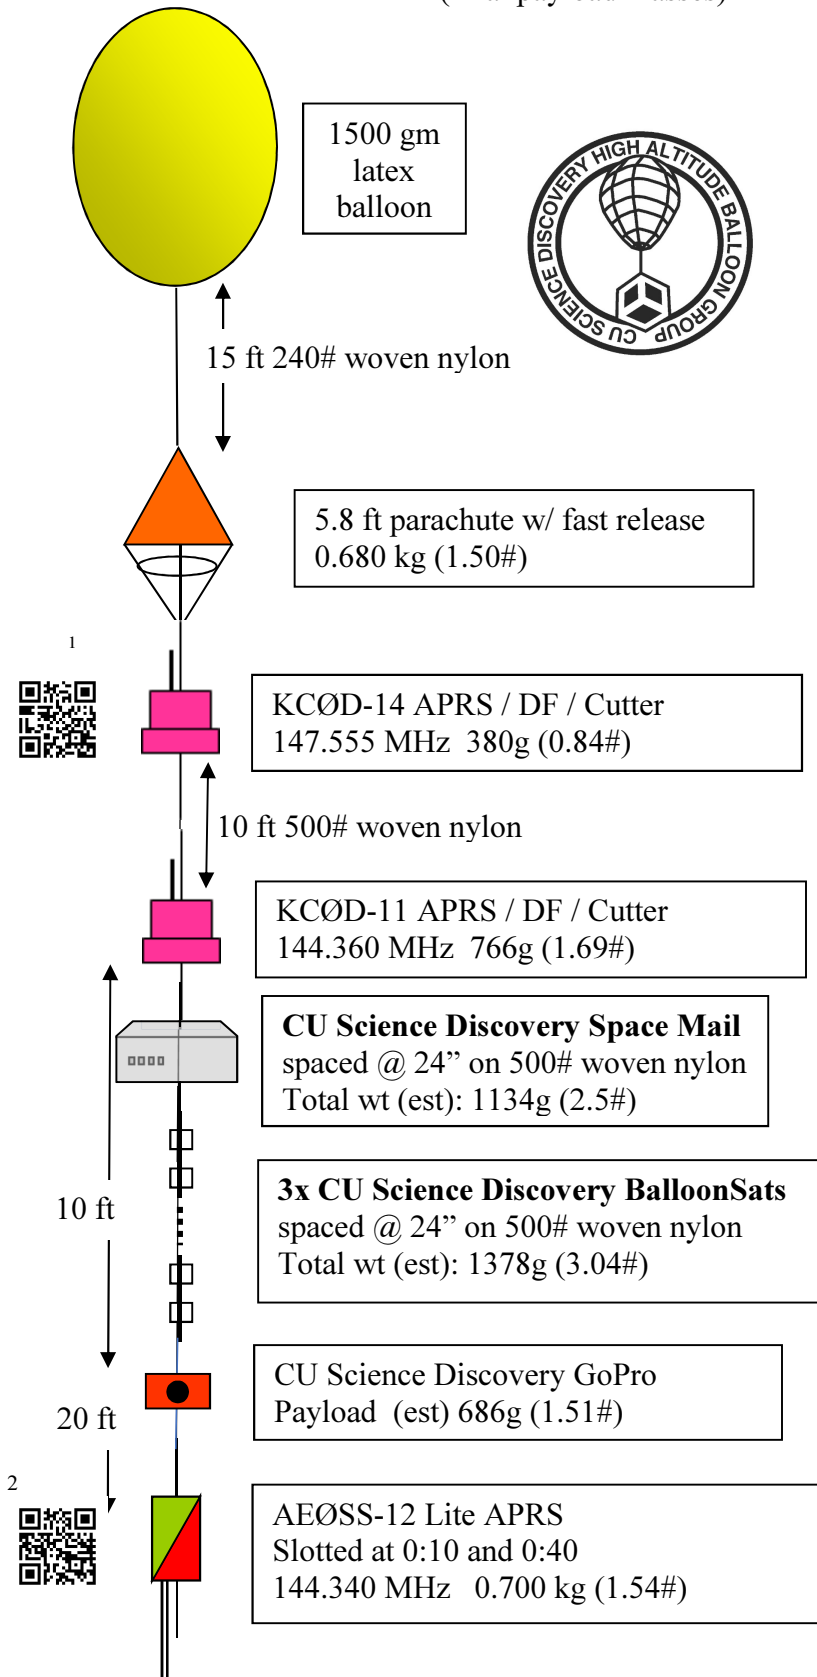 1500 gm
latex
balloon
CU SCIENCE DISCOVERY HIGH ALTITUDE BALLOON GROUP
15 ft 240# woven nylon
5.8 ft parachute w/ fast release
0.680 kg (1.50#)
1
KCØD-14 APRS / DF / Cutter
147.555 MHz  380g (0.84#)
10 ft 500# woven nylon
KCØD-11 APRS / DF / Cutter
144.360 MHz  766g (1.69#)
CU Science Discovery Space Mail
spaced @ 24” on 500# woven nylon
Total wt (est): 1134g (2.5#)
10 ft
3x CU Science Discovery BalloonSats
spaced @ 24” on 500# woven nylon
Total wt (est): 1378g (3.04#)
CU Science Discovery GoPro
Payload  (est) 686g (1.51#)
20 ft
2
AEØSS-12 Lite APRS
Slotted at 0:10 and 0:40
144.340 MHz   0.700 kg (1.54#)